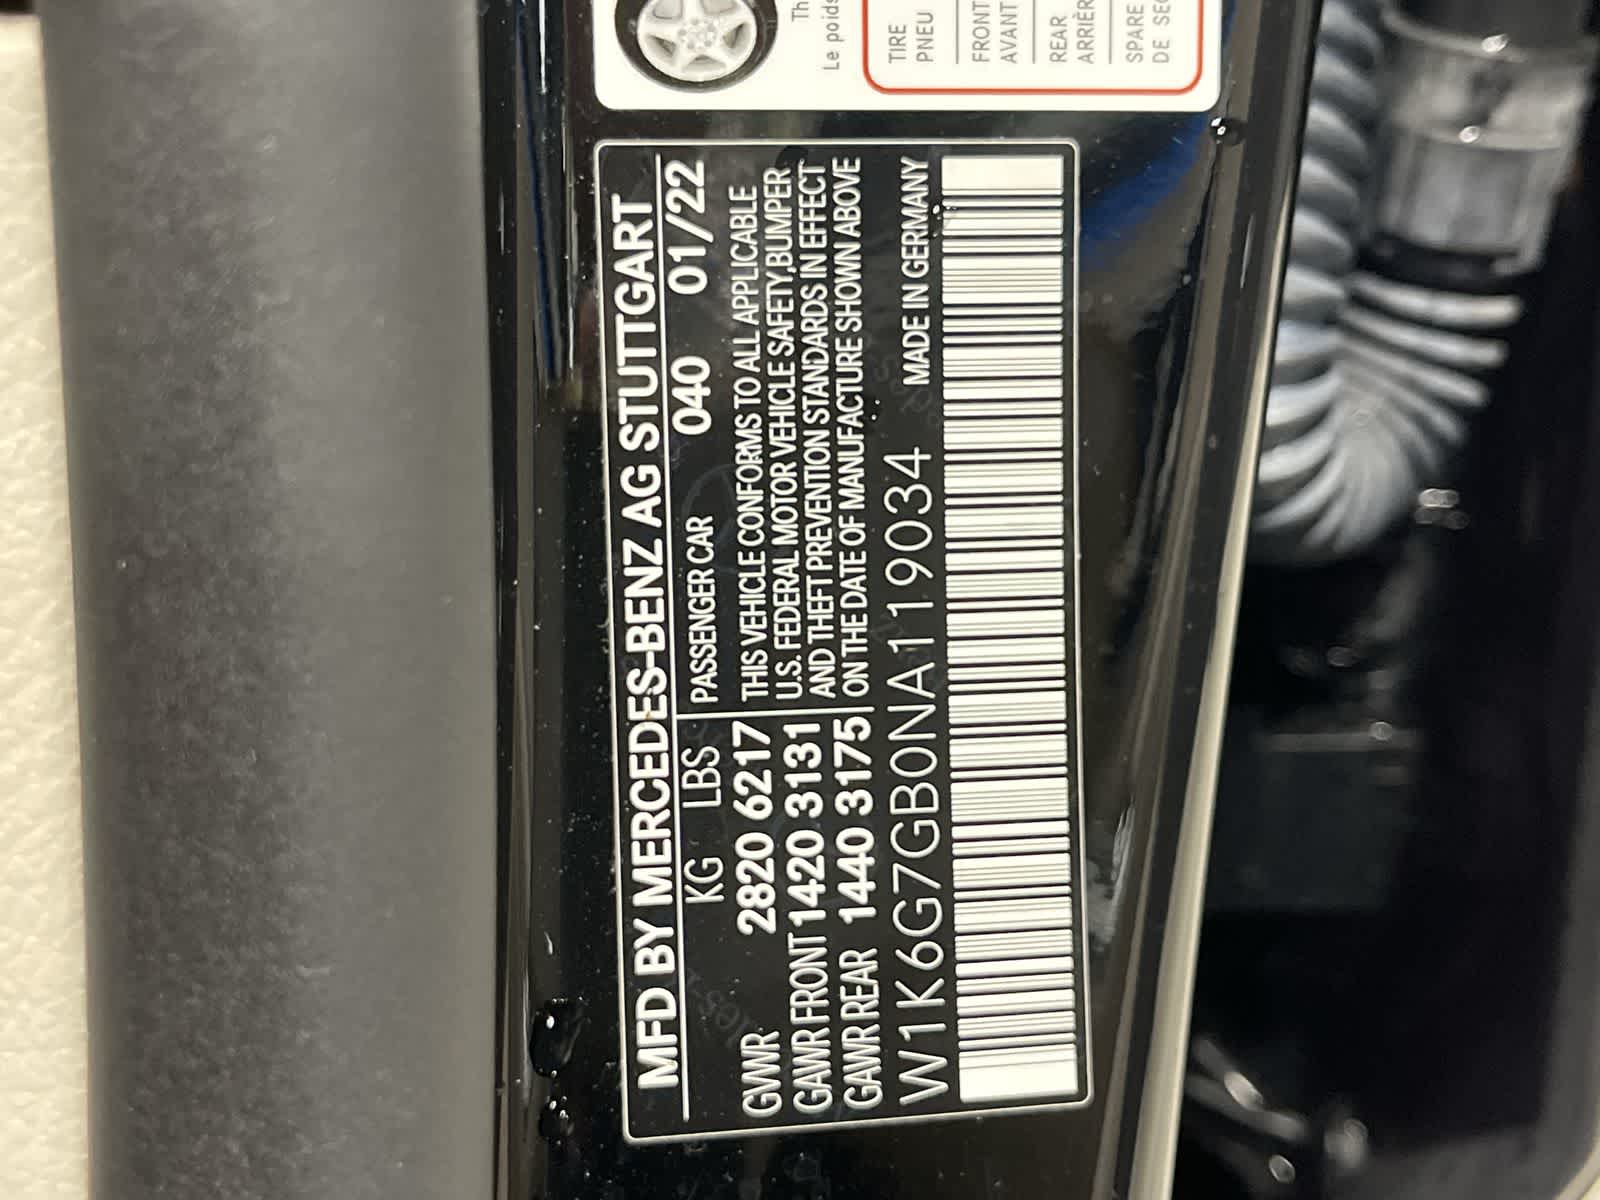 MFD BY MERCEDES-BENZ AG STUTTGART
KG LBS PASSENGER CAR 040 01/22
GVWR 2820 6217
GAWR FRONT 1420 3131
GAWR REAR 1440 3175
THIS VEHICLE CONFORMS TO ALL APPLICABLE
U.S. FEDERAL MOTOR VEHICLE SAFETY,BUMPER
AND THEFT PREVENTION STANDARDS IN EFFECT
ON THE DATE OF MANUFACTURE SHOWN ABOVE
W1K6G7GB0NA119034 MADE IN GERMANY
Le poids
TIRE
PNEU
FRONT
AVANT
REAR
ARRIÈR
SPARE
DE SEC